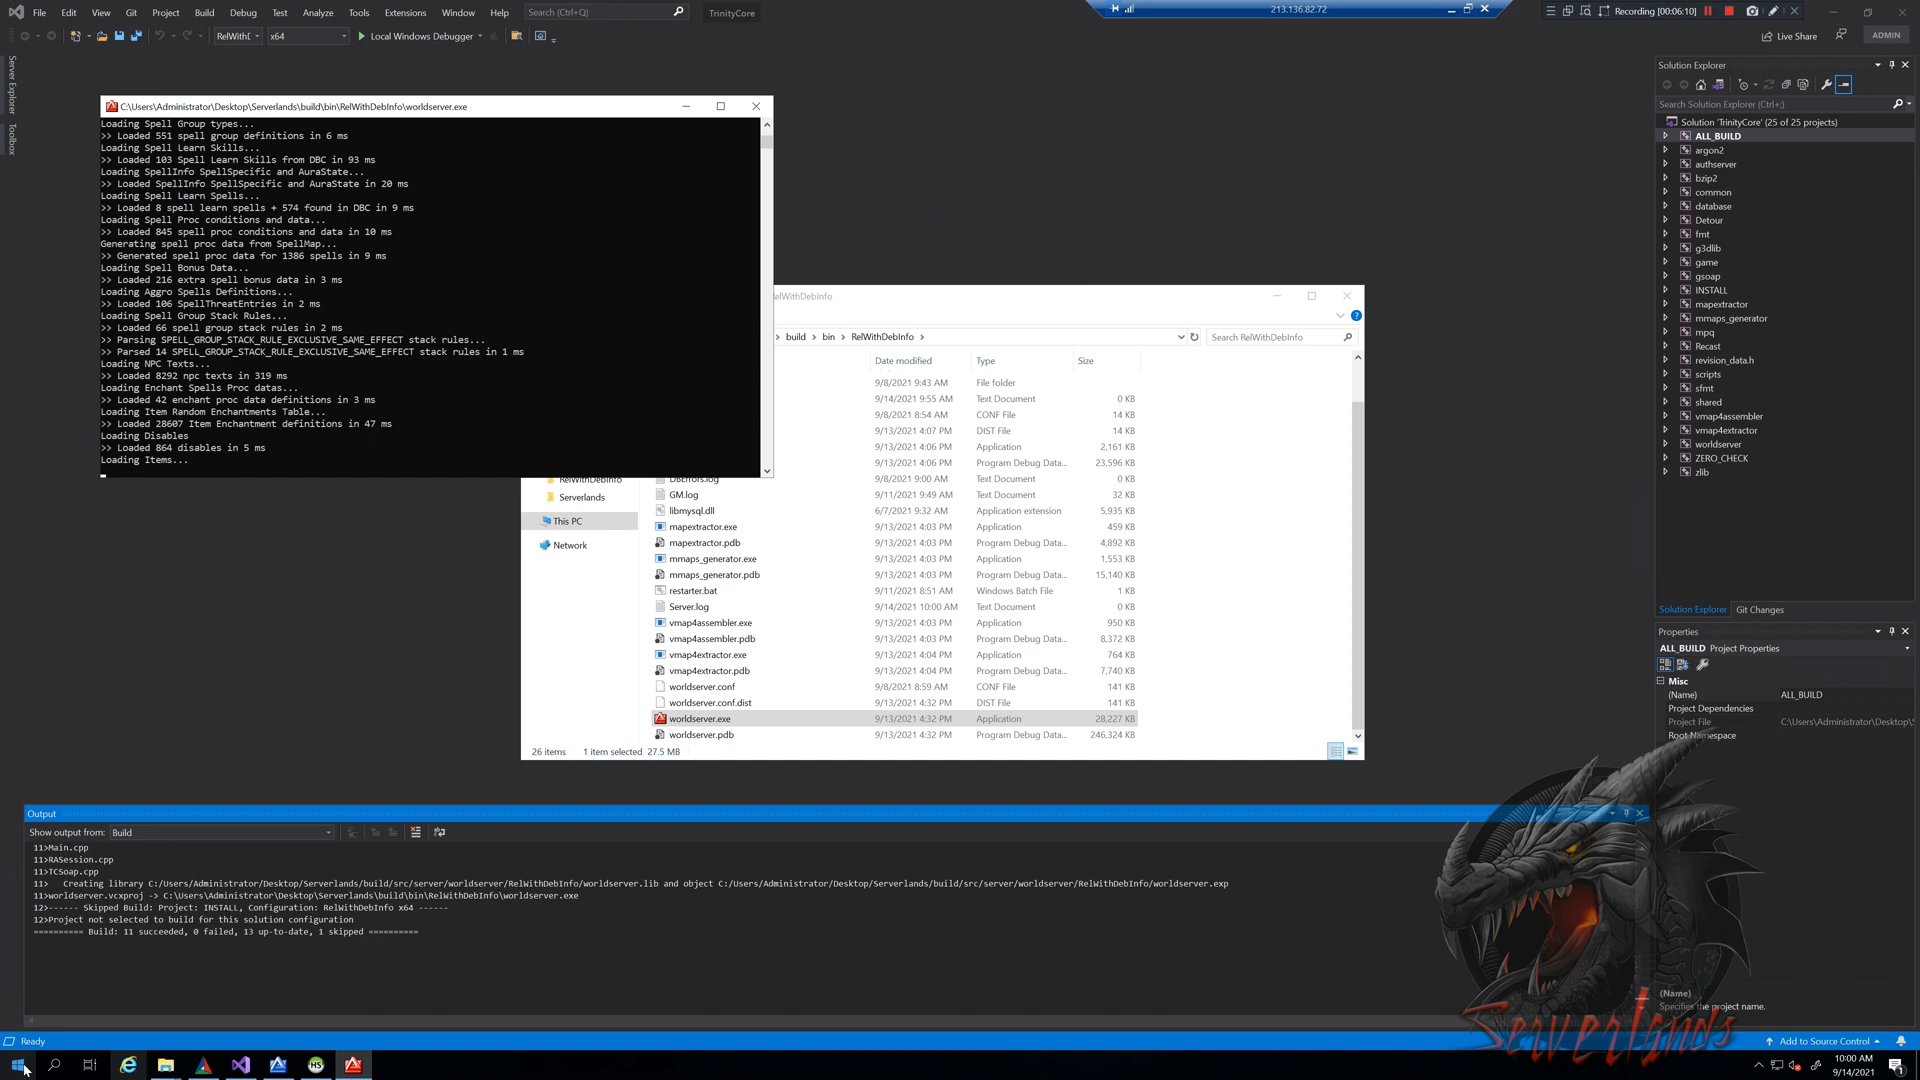 File Edit View Git Project Build Debug Test Analyze Tools Extensions Window Help Search (Ctrl+Q) TrinityCore
213.136.82.72
Recording [00:06:10]
RelWithD x64 Local Windows Debugger Live Share ADMIN
Server Explorer
Toolbox
C:\Users\Administrator\Desktop\Serverlands\build\bin\RelWithDebInfo\worldserver.exe
Loading Spell Group types...
>> Loaded 551 spell group definitions in 6 ms
Loading Spell Learn Skills...
>> Loaded 103 Spell Learn Skills from DBC in 93 ms
Loading SpellInfo SpellSpecific and AuraState...
>> Loaded SpellInfo SpellSpecific and AuraState in 20 ms
Loading Spell Learn Spells...
>> Loaded 8 spell learn spells + 574 found in DBC in 9 ms
Loading Spell Proc conditions and data...
>> Loaded 845 spell proc conditions and data in 10 ms
Generating spell proc data from SpellMap...
>> Generated spell proc data for 1386 spells in 9 ms
Loading Spell Bonus Data...
>> Loaded 216 extra spell bonus data in 3 ms
Loading Aggro Spells Definitions...
>> Loaded 106 SpellThreatEntries in 2 ms
Loading Spell Group Stack Rules...
>> Loaded 66 spell group stack rules in 2 ms
>> Parsing SPELL_GROUP_STACK_RULE_EXCLUSIVE_SAME_EFFECT stack rules...
>> Parsed 14 SPELL_GROUP_STACK_RULE_EXCLUSIVE_SAME_EFFECT stack rules in 1 ms
Loading NPC Texts...
>> Loaded 8292 npc texts in 319 ms
Loading Enchant Spells Proc datas...
>> Loaded 42 enchant proc data definitions in 3 ms
Loading Item Random Enchantments Table...
>> Loaded 28607 Item Enchantment definitions in 47 ms
Loading Disables
>> Loaded 864 disables in 5 ms
Loading Items...
RelWithDebInfo
build > bin > RelWithDebInfo > Search RelWithDebInfo
Date modified Type Size
9/8/2021 9:43 AM File folder
9/14/2021 9:55 AM Text Document 0 KB
9/8/2021 8:54 AM CONF File 14 KB
9/13/2021 4:07 PM DIST File 14 KB
9/13/2021 4:06 PM Application 2,161 KB
9/13/2021 4:06 PM Program Debug Data... 23,596 KB
RelWithDebInfo
Serverlands
This PC
Network
DBErrors.log 9/8/2021 9:00 AM Text Document 0 KB
GM.log 9/11/2021 9:49 AM Text Document 32 KB
libmysql.dll 6/7/2021 9:32 AM Application extension 5,935 KB
mapextractor.exe 9/13/2021 4:03 PM Application 459 KB
mapextractor.pdb 9/13/2021 4:03 PM Program Debug Data... 4,892 KB
mmaps_generator.exe 9/13/2021 4:03 PM Application 1,553 KB
mmaps_generator.pdb 9/13/2021 4:03 PM Program Debug Data... 15,140 KB
restarter.bat 9/11/2021 8:51 AM Windows Batch File 1 KB
Server.log 9/14/2021 10:00 AM Text Document 0 KB
vmap4assembler.exe 9/13/2021 4:03 PM Application 950 KB
vmap4assembler.pdb 9/13/2021 4:03 PM Program Debug Data... 8,372 KB
vmap4extractor.exe 9/13/2021 4:04 PM Application 764 KB
vmap4extractor.pdb 9/13/2021 4:04 PM Program Debug Data... 7,740 KB
worldserver.conf 9/8/2021 8:59 AM CONF File 141 KB
worldserver.conf.dist 9/13/2021 4:32 PM DIST File 141 KB
worldserver.exe 9/13/2021 4:32 PM Application 28,227 KB
worldserver.pdb 9/13/2021 4:32 PM Program Debug Data... 246,324 KB
26 items 1 item selected 27.5 MB
Solution Explorer
Search Solution Explorer (Ctrl+;)
Solution 'TrinityCore' (25 of 25 projects)
ALL_BUILD
argon2
authserver
bzip2
common
database
Detour
fmt
g3dlib
game
gsoap
INSTALL
mapextractor
mmaps_generator
mpq
Recast
revision_data.h
scripts
sfmt
shared
vmap4assembler
vmap4extractor
worldserver
ZERO_CHECK
zlib
Solution Explorer Git Changes
Properties
ALL_BUILD Project Properties
Misc
(Name) ALL_BUILD
Project Dependencies
Project File C:\Users\Administrator\Desktop\S
Root Namespace
(Name)
Specifies the project name.
Output
Show output from: Build
11>Main.cpp
11>RASession.cpp
11>TCSoap.cpp
11> Creating library C:/Users/Administrator/Desktop/Serverlands/build/src/server/worldserver/RelWithDebInfo/worldserver.lib and object C:/Users/Administrator/Desktop/Serverlands/build/src/server/worldserver/RelWithDebInfo/worldserver.exp
11>worldserver.vcxproj -> C:\Users\Administrator\Desktop\Serverlands\build\bin\RelWithDebInfo\worldserver.exe
12>------ Skipped Build: Project: INSTALL, Configuration: RelWithDebInfo x64 ------
12>Project not selected to build for this solution configuration
========== Build: 11 succeeded, 0 failed, 13 up-to-date, 1 skipped ==========
Serverlands
Ready Add to Source Control
HS
10:00 AM
9/14/2021
1